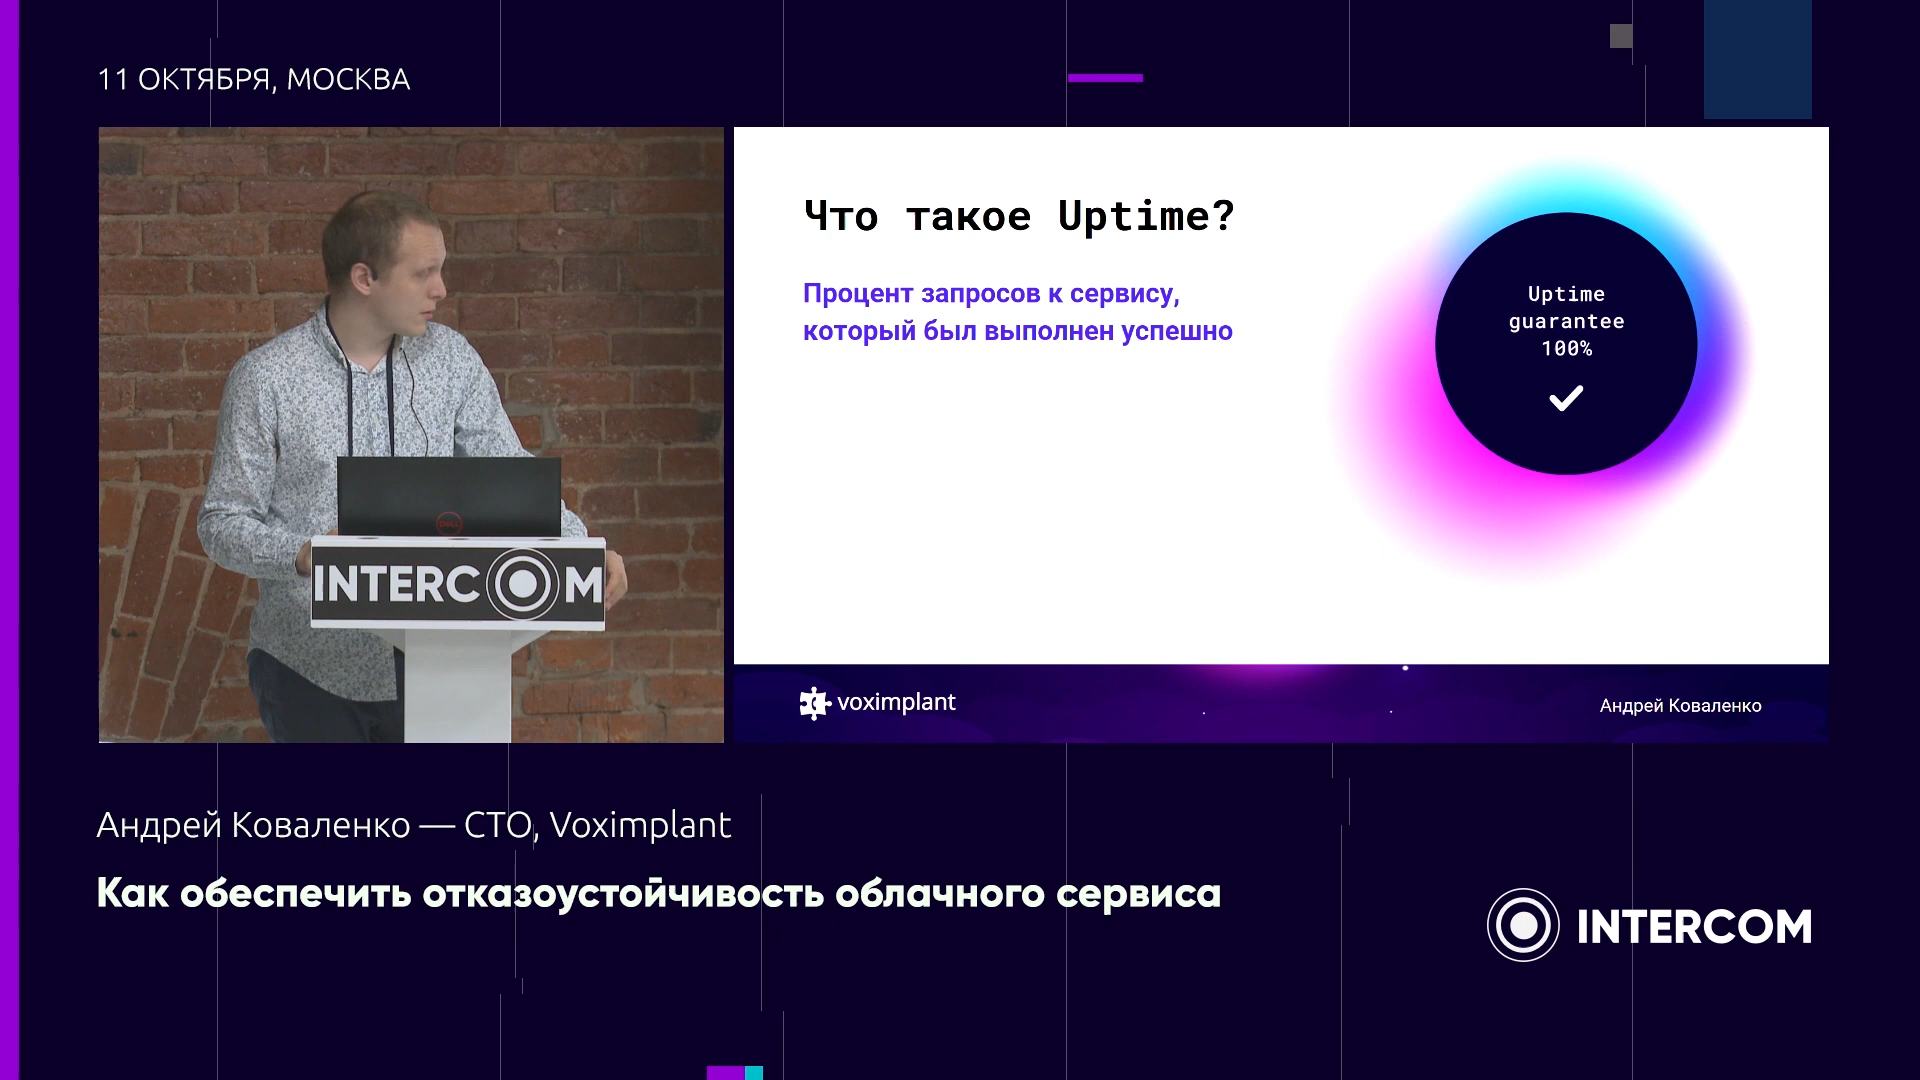 11 ОКТЯБРЯ, МОСКВА
Что такое Uptime?
Процент запросов к сервису,
который был выполнен успешно
Uptime
guarantee
100%
DELL
INTERCOM
voximplant
Андрей Коваленко
Андрей Коваленко — CTO, Voximplant
Как обеспечить отказоустойчивость облачного сервиса
INTERCOM